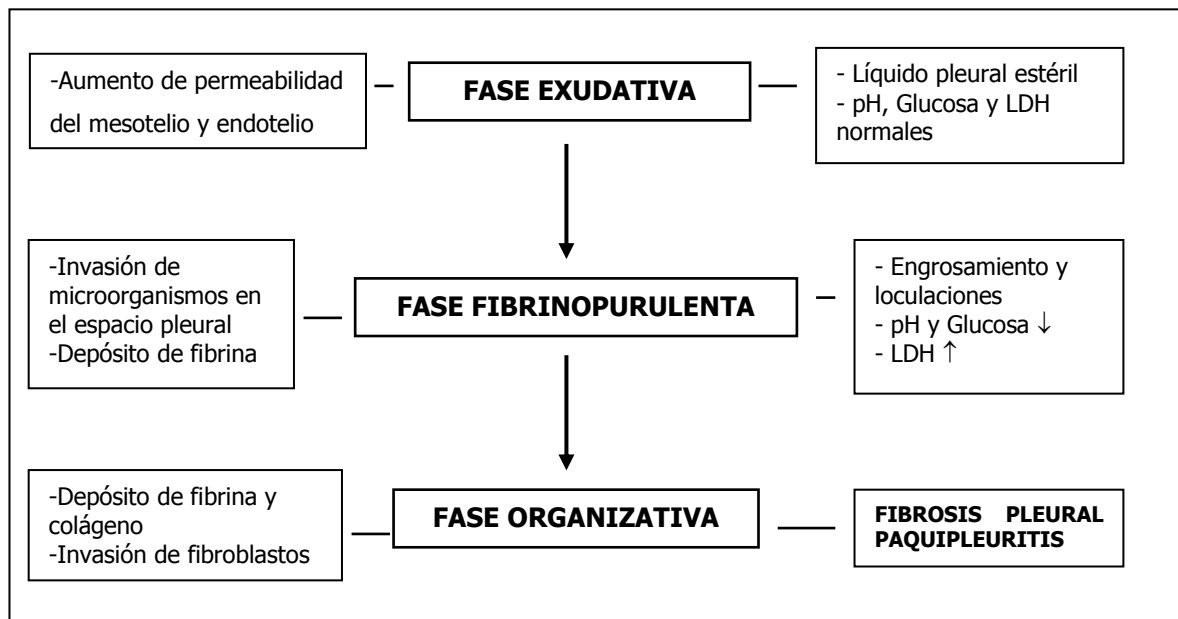 -Aumento de permeabilidad
del mesotelio y endotelio
FASE EXUDATIVA
- Líquido pleural estéril
- pH, Glucosa y LDH
normales
-Invasión de
microorganismos en
el espacio pleural
-Depósito de fibrina
FASE FIBRINOPURULENTA
- Engrosamiento y
loculaciones
- pH y Glucosa ↓
- LDH ↑
-Depósito de fibrina y
colágeno
-Invasión de fibroblastos
FASE ORGANIZATIVA
FIBROSIS PLEURAL
PAQUIPLEURITIS